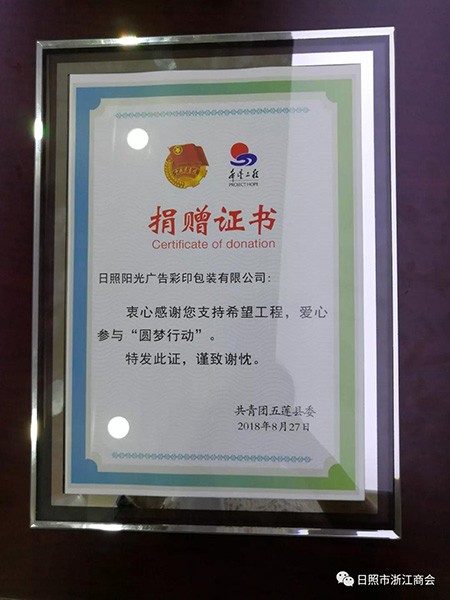 希望工程
PROJECT HOPE
捐赠证书
Certificate of donation
日照阳光广告彩印包装有限公司：
衷心感谢您支持希望工程，爱心
参与“圆梦行动”。
特发此证，谨致谢忱。
共青团五莲县委
2018年8月27日
日照市浙江商会